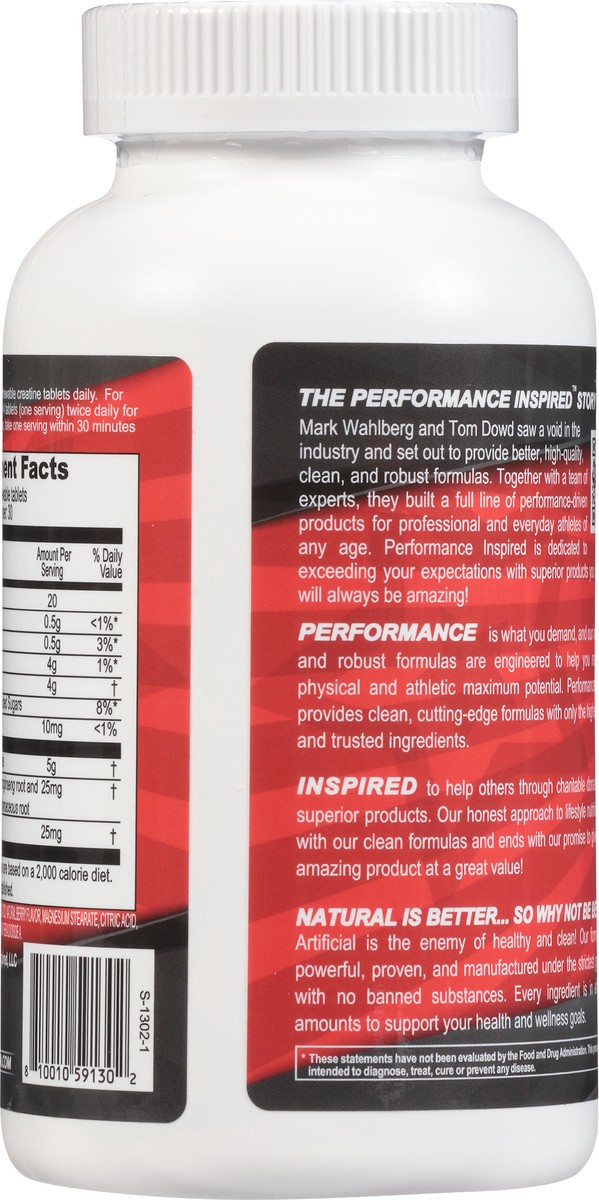 creatine tablets daily. For
tablets (one serving) twice daily for
take one serving within 30 minutes
Facts
tablets
30
Amount Per
Serving
% Daily
Value
20
0.5g <1%*
0.5g 3%*
4g 1%*
4g †
Sugars 8%*
10mg <1%
5g †
root and 25mg †
root
25mg †
based on a 2,000 calorie diet.
FLAVOR, MAGNESIUM STEARATE, CITRIC ACID,
LLC
.COM
8 10010 59130 2
S-1302-1
THE PERFORMANCE INSPIRED™ STORY
Mark Wahlberg and Tom Dowd saw a void in the
industry and set out to provide better, high-quality,
clean, and robust formulas. Together with a team of
experts, they built a full line of performance-driven
products for professional and everyday athletes of
any age. Performance Inspired is dedicated to
exceeding your expectations with superior products
will always be amazing!
PERFORMANCE is what you demand, and
and robust formulas are engineered to help you
physical and athletic maximum potential. Performance
provides clean, cutting-edge formulas with only the
and trusted ingredients.
INSPIRED to help others through charitable
superior products. Our honest approach to lifestyle
with our clean formulas and ends with our promise to
amazing product at a great value!
NATURAL IS BETTER... SO WHY NOT BE
Artificial is the enemy of healthy and clean! Our
powerful, proven, and manufactured under the strictest
with no banned substances. Every ingredient is in
amounts to support your health and wellness goals.
* These statements have not been evaluated by the Food and Drug Administration. This
intended to diagnose, treat, cure or prevent any disease.